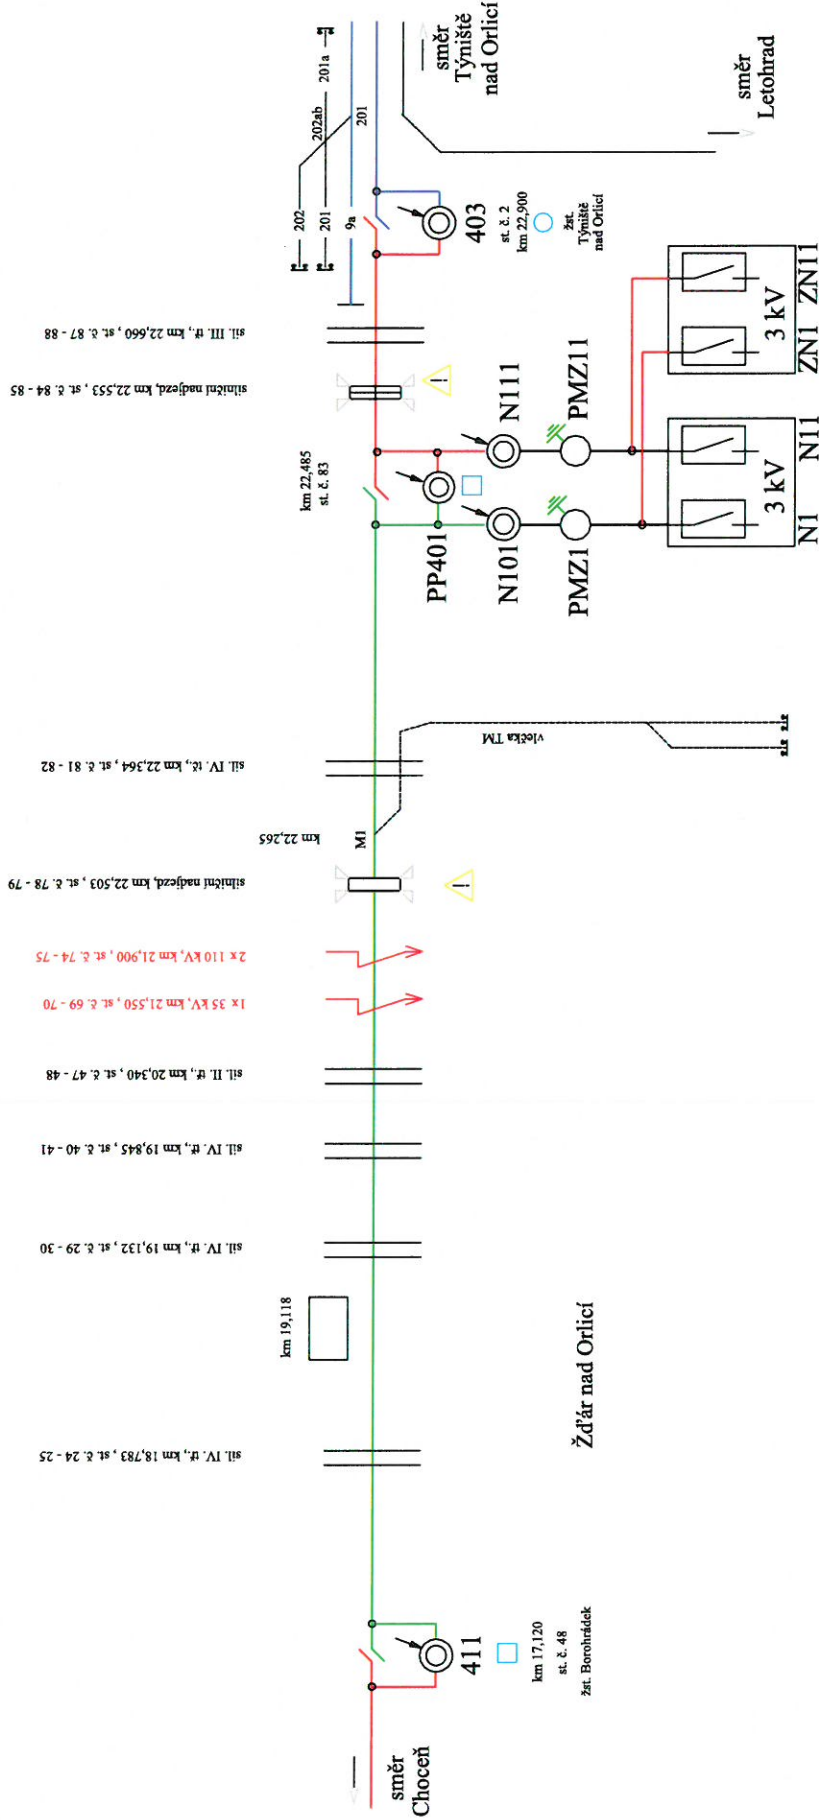 směr
Choceň
411
km 17,120
st. č. 48
žst. Borohrádek
sil. IV. tř., km 18,783 , st. č. 24 - 25
km 19,118
Žďár nad Orlicí
sil. IV. tř., km 19,132 , st. č. 29 - 30
sil. IV. tř., km 19,845 , st. č. 40 - 41
sil. II. tř., km 20,340 , st. č. 47 - 48
1x 35 kV, km 21,550 , st. č. 69 - 70
2 x 110 kV, km 21,900 , st. č. 74 - 75
silniční nadjezd, km 22,503 , st. č. 78 - 79
km 22,265
M1
sil. IV. tč., km 22,364 , st. č. 81 - 82
vlečka TM
km 22,485
st. č. 83
PP401
N101
N111
PMZ1
PMZ11
3 kV
N1
N11
3 kV
ZN1
ZN11
silniční nadjezd, km 22,553 , st. č. 84 - 85
sil. III. tř., km 22,660 , st. č. 87 - 88
403
st. č. 2
km 22,900
žst.
Týniště
nad Orlicí
202
201
9a
202ab
201a
201
směr
Týniště
nad Orlicí
směr
Letohrad